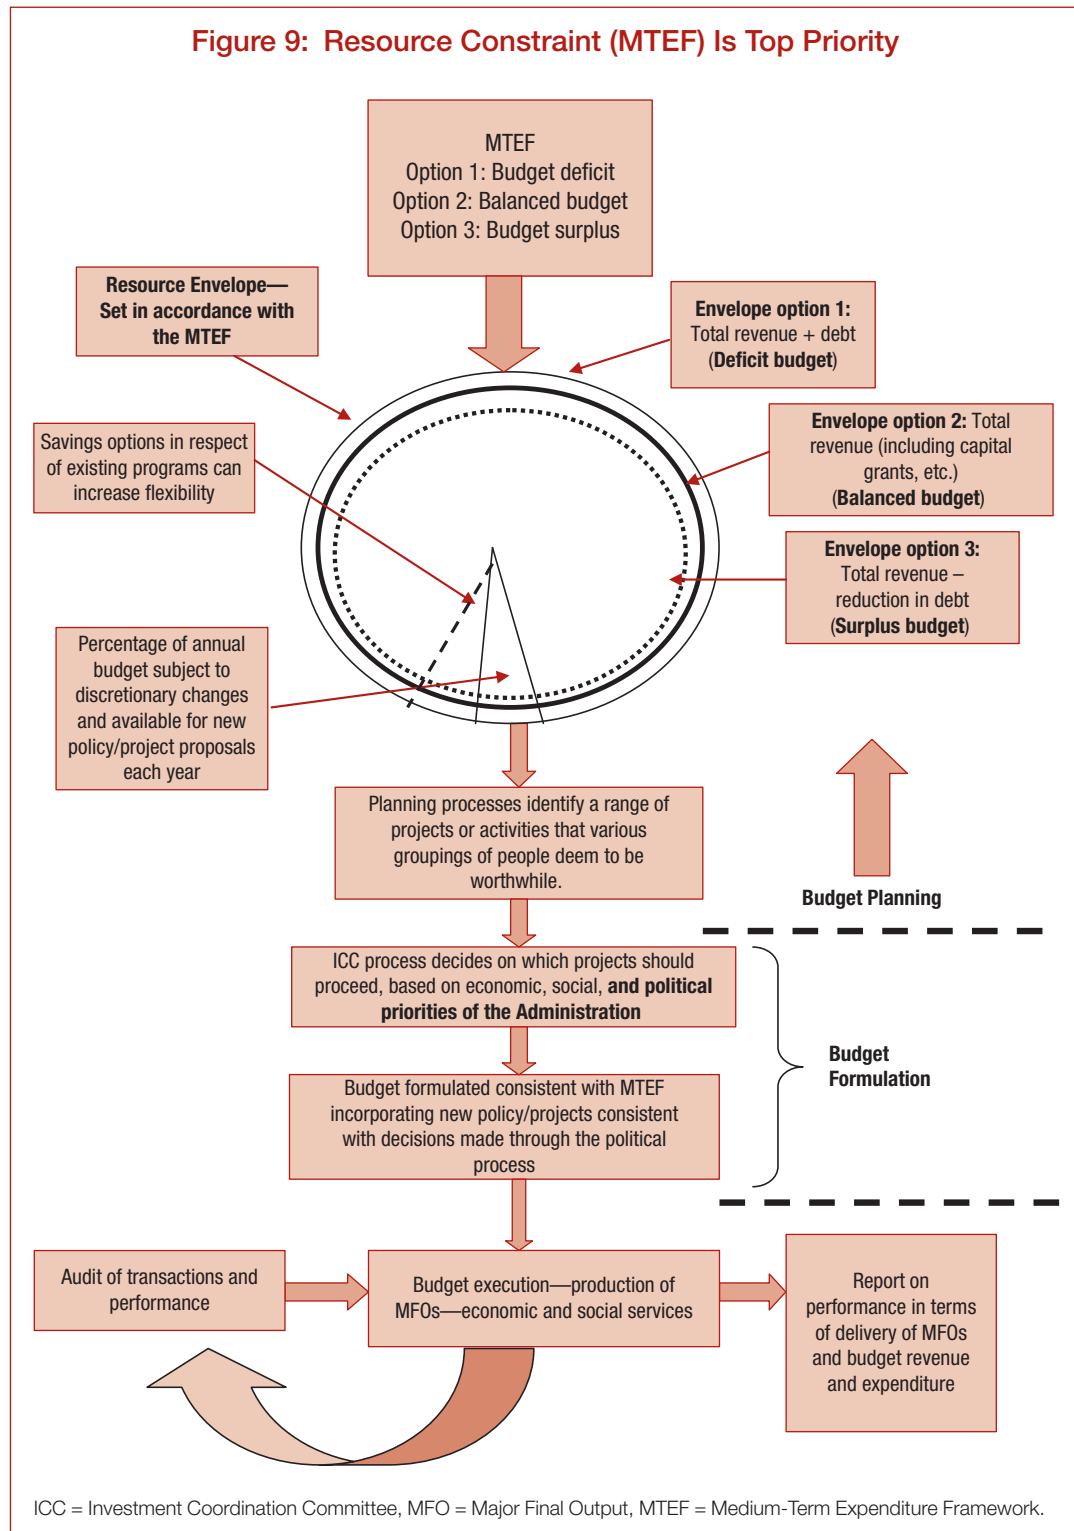 Figure 9: Resource Constraint (MTEF) Is Top Priority
MTEF
Option 1: Budget deficit
Option 2: Balanced budget
Option 3: Budget surplus
Resource Envelope—
Set in accordance with
the MTEF
Envelope option 1:
Total revenue + debt
(Deficit budget)
Savings options in respect
of existing programs can
increase flexibility
Envelope option 2: Total
revenue (including capital
grants, etc.)
(Balanced budget)
Envelope option 3:
Total revenue –
reduction in debt
(Surplus budget)
Percentage of annual
budget subject to
discretionary changes
and available for new
policy/project proposals
each year
Planning processes identify a range of
projects or activities that various
groupings of people deem to be
worthwhile.
Budget Planning
ICC process decides on which projects should
proceed, based on economic, social, and political
priorities of the Administration
Budget
Formulation
Budget formulated consistent with MTEF
incorporating new policy/projects consistent
with decisions made through the political
process
Audit of transactions and
performance
Budget execution—production of
MFOs—economic and social services
Report on
performance in terms
of delivery of MFOs
and budget revenue
and expenditure
ICC = Investment Coordination Committee, MFO = Major Final Output, MTEF = Medium-Term Expenditure Framework.